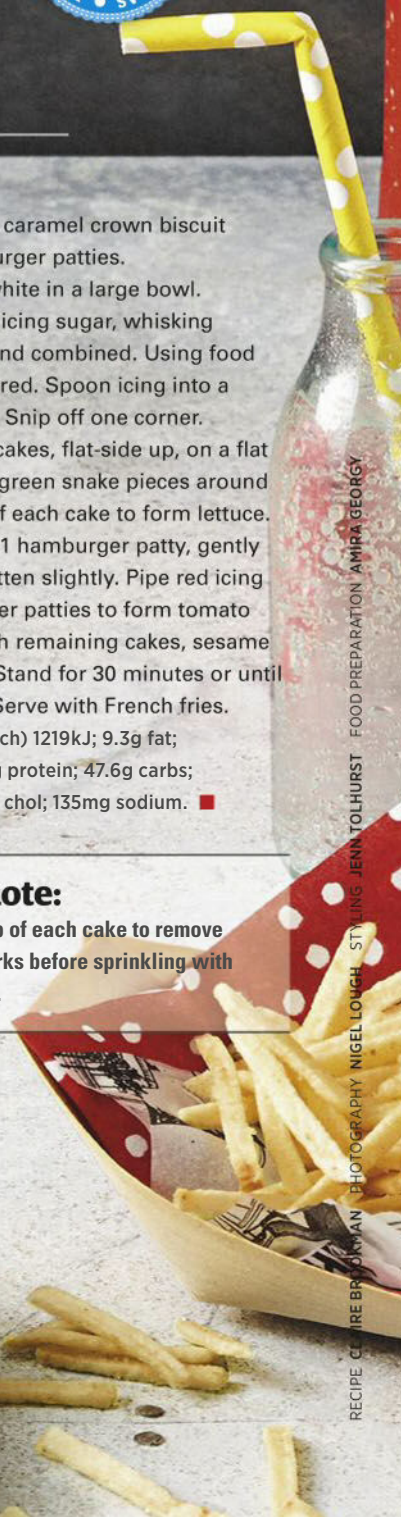 caramel crown biscuit
urger patties.
white in a large bowl.
icing sugar, whisking
nd combined. Using food
red. Spoon icing into a
Snip off one corner.
cakes, flat-side up, on a flat
green snake pieces around
f each cake to form lettuce.
1 hamburger patty, gently
tten slightly. Pipe red icing
er patties to form tomato
h remaining cakes, sesame
Stand for 30 minutes or until
Serve with French fries.
ch) 1219kJ; 9.3g fat;
g protein; 47.6g carbs;
chol; 135mg sodium.
ote:
p of each cake to remove
rks before sprinkling with
RECIPE CLAIRE BROOKMAN PHOTOGRAPHY NIGEL LOUGH STYLING JENN TOLHURST FOOD PREPARATION AMIRA GEORGY